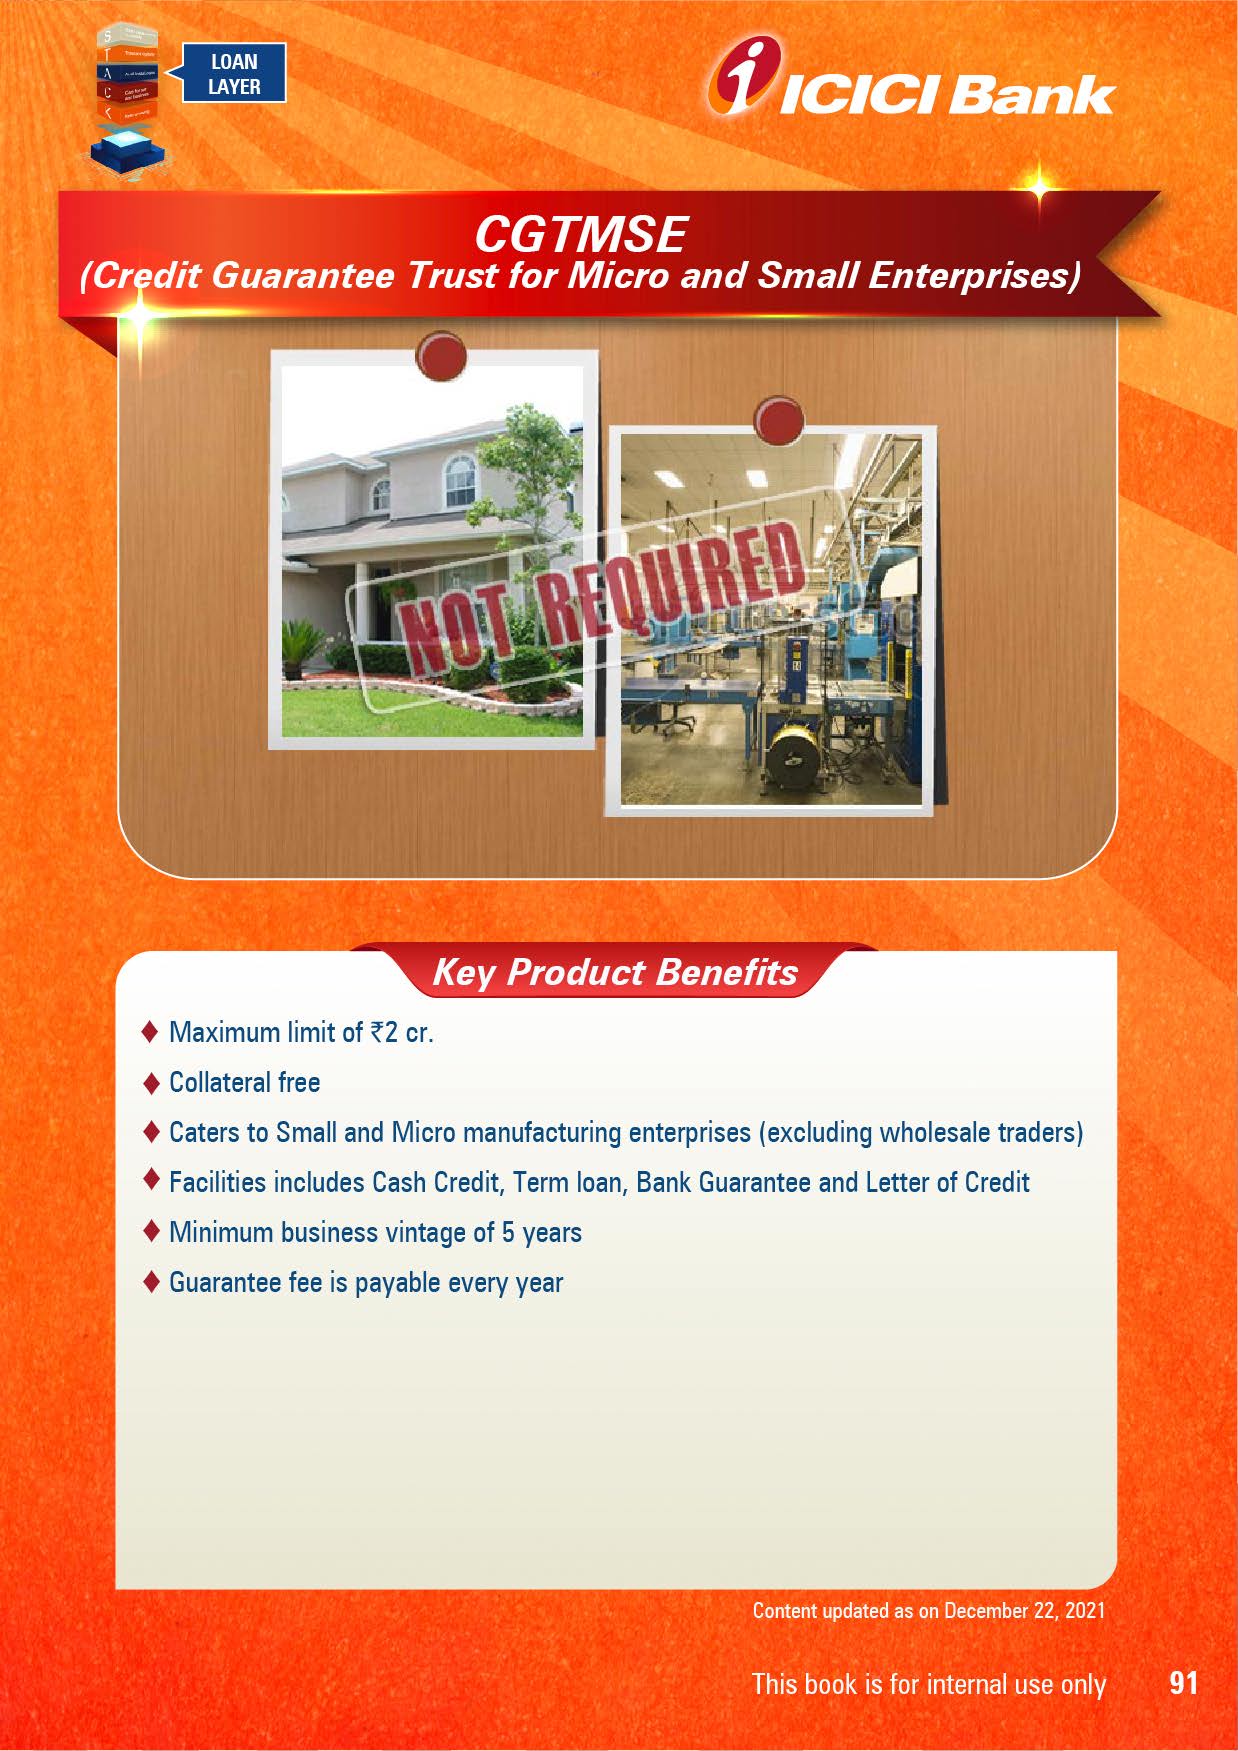 S
T
A
C
K
LOAN
LAYER
ICICI Bank
CGTMSE
(Credit Guarantee Trust for Micro and Small Enterprises)
NOT REQUIRED
Key Product Benefits
Maximum limit of ₹2 cr.
Collateral free
Caters to Small and Micro manufacturing enterprises (excluding wholesale traders)
Facilities includes Cash Credit, Term loan, Bank Guarantee and Letter of Credit
Minimum business vintage of 5 years
Guarantee fee is payable every year
Content updated as on December 22, 2021
This book is for internal use only 91